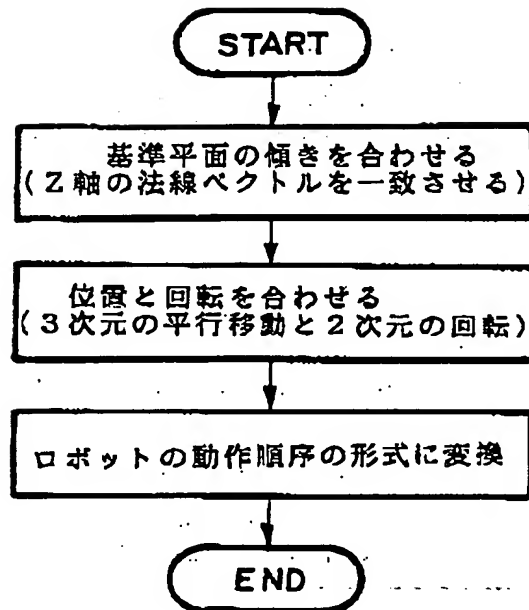 START
基準平面の傾きを合わせる
(Z軸の法線ベクトルを一致させる)
位置と回転を合わせる
(3次元の平行移動と2次元の回転)
ロボットの動作順序の形式に変換
END